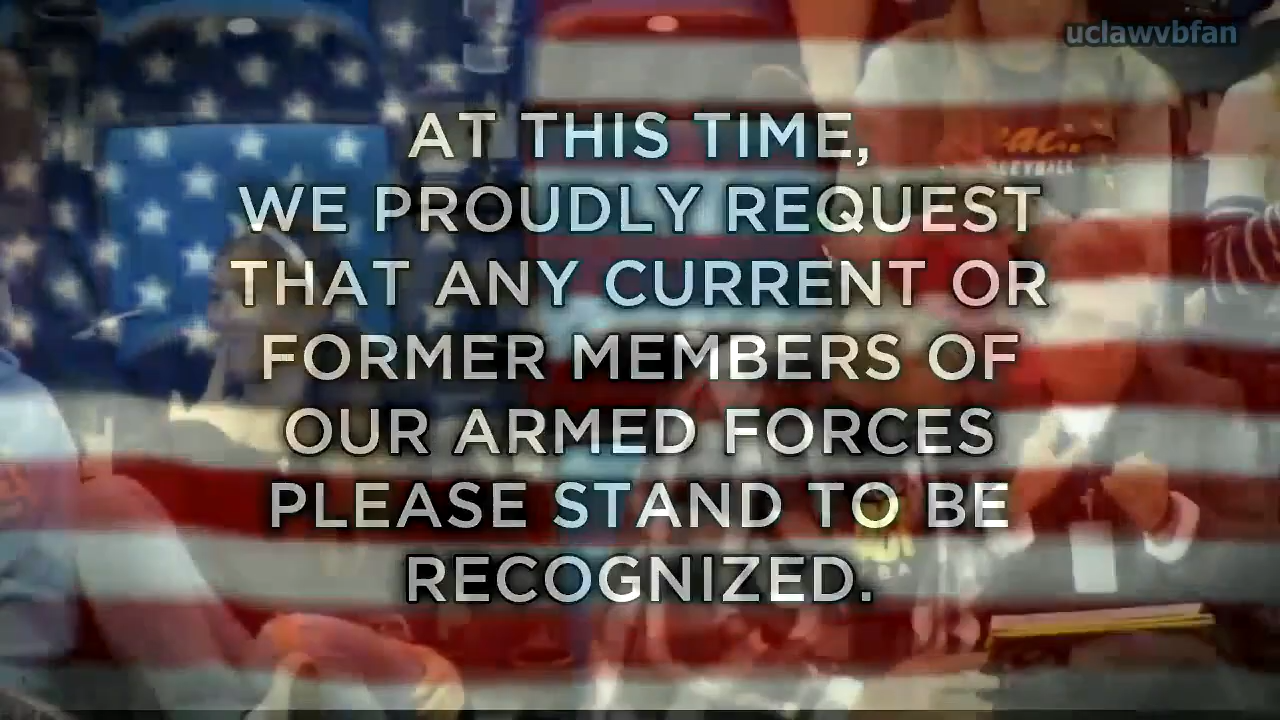 uclawvbfan
AT THIS TIME,
WE PROUDLY REQUEST
THAT ANY CURRENT OR
FORMER MEMBERS OF
OUR ARMED FORCES
PLEASE STAND TO BE
RECOGNIZED.